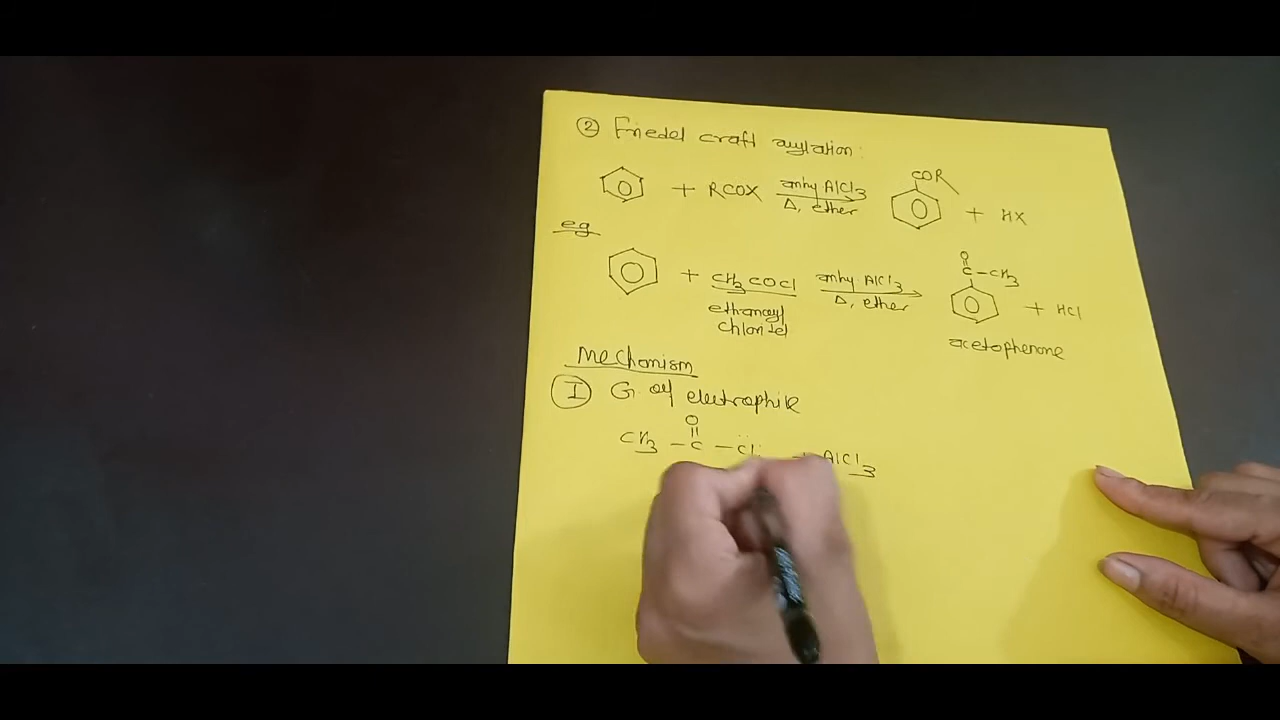 ② Friedel craft acylation:
+ RCOX anhy AlCl3 Δ, ether COR + HX
eg
+ CH3COCl anhy AlCl3 Δ, ether O || C-CH3 + HCl
ethanoyl
acetophenone
Mechanism
I G. of electrophile
O
||
CH3 - C - Cl + AlCl3